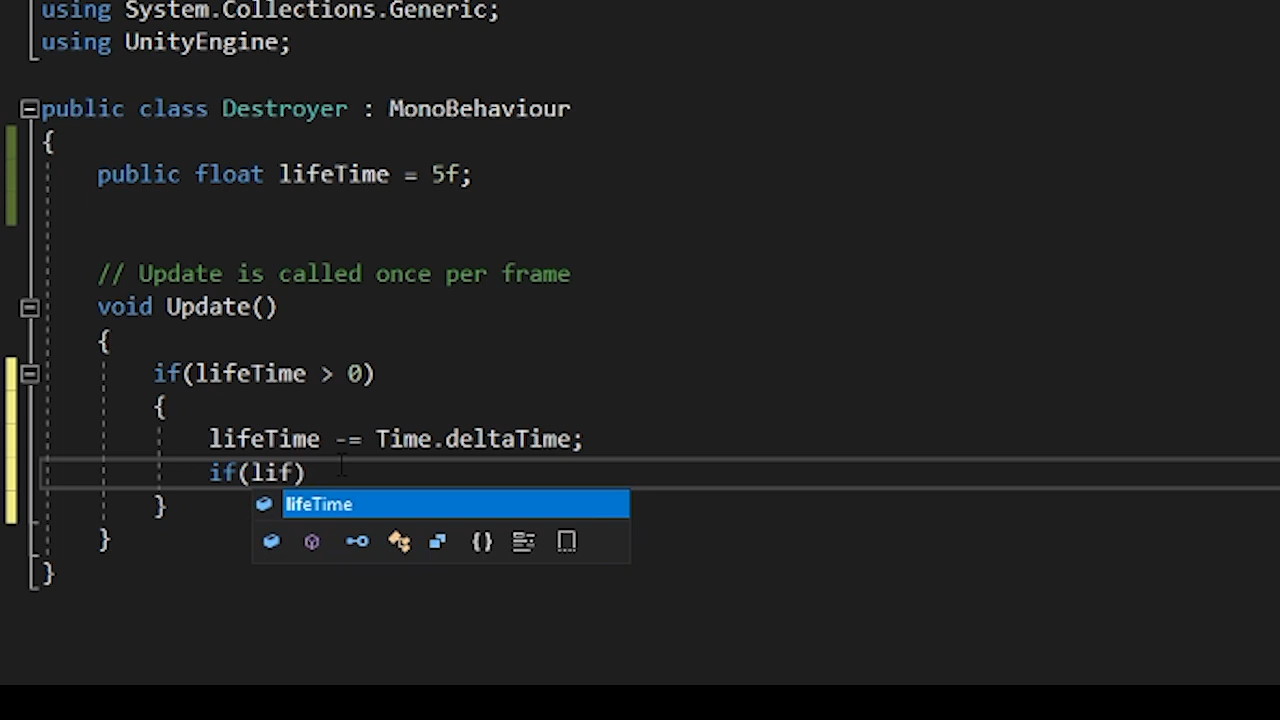 using System.Collections.Generic;
using UnityEngine;
public class Destroyer : MonoBehaviour
{
public float lifeTime = 5f;
// Update is called once per frame
void Update()
{
if(lifeTime > 0)
{
lifeTime -= Time.deltaTime;
if(lif)
lifeTime
}
}
}